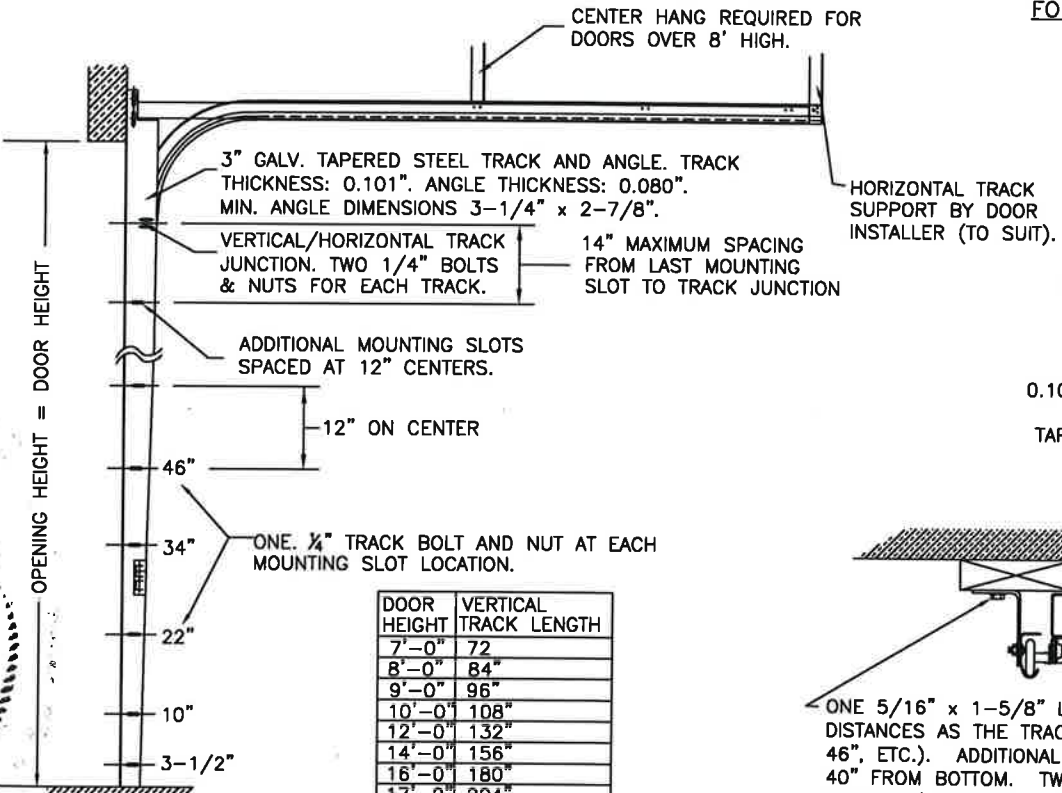 FO
CENTER HANG REQUIRED FOR
DOORS OVER 8' HIGH.
3" GALV. TAPERED STEEL TRACK AND ANGLE. TRACK
THICKNESS: 0.101". ANGLE THICKNESS: 0.080".
MIN. ANGLE DIMENSIONS 3-1/4" x 2-7/8".
HORIZONTAL TRACK
SUPPORT BY DOOR
INSTALLER (TO SUIT).
VERTICAL/HORIZONTAL TRACK
JUNCTION. TWO 1/4" BOLTS
& NUTS FOR EACH TRACK.
14" MAXIMUM SPACING
FROM LAST MOUNTING
SLOT TO TRACK JUNCTION
ADDITIONAL MOUNTING SLOTS
SPACED AT 12" CENTERS.
OPENING HEIGHT = DOOR HEIGHT
12" ON CENTER
0.10
TAP
46"
34"
22"
10"
3-1/2"
ONE. ¼" TRACK BOLT AND NUT AT EACH
MOUNTING SLOT LOCATION.
DOOR HEIGHT VERTICAL TRACK LENGTH
7'-0" 72
8'-0" 84"
9'-0" 96"
10'-0" 108"
12'-0" 132"
14'-0" 156"
16'-0" 180"
17'-0" 204"
ONE 5/16" x 1-5/8" L
DISTANCES AS THE TRAC
46", ETC.). ADDITIONAL
40" FROM BOTTOM. TW